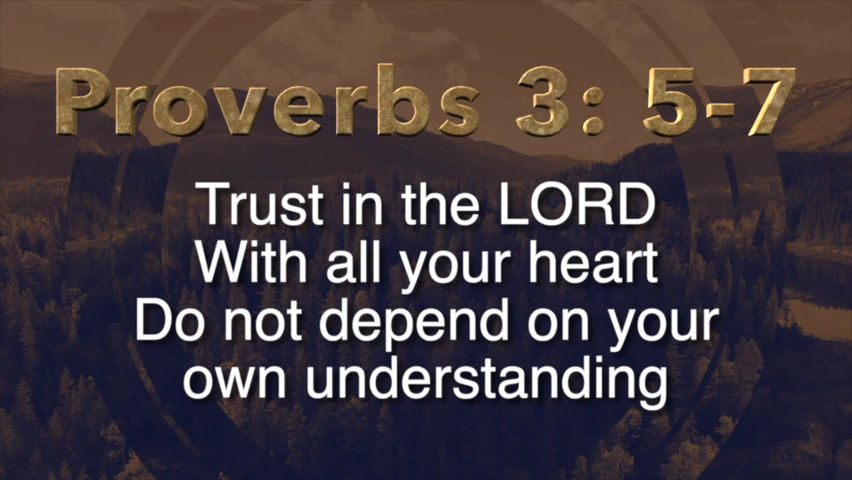 Proverbs 3: 5-7
Trust in the LORD
With all your heart
Do not depend on your
own understanding